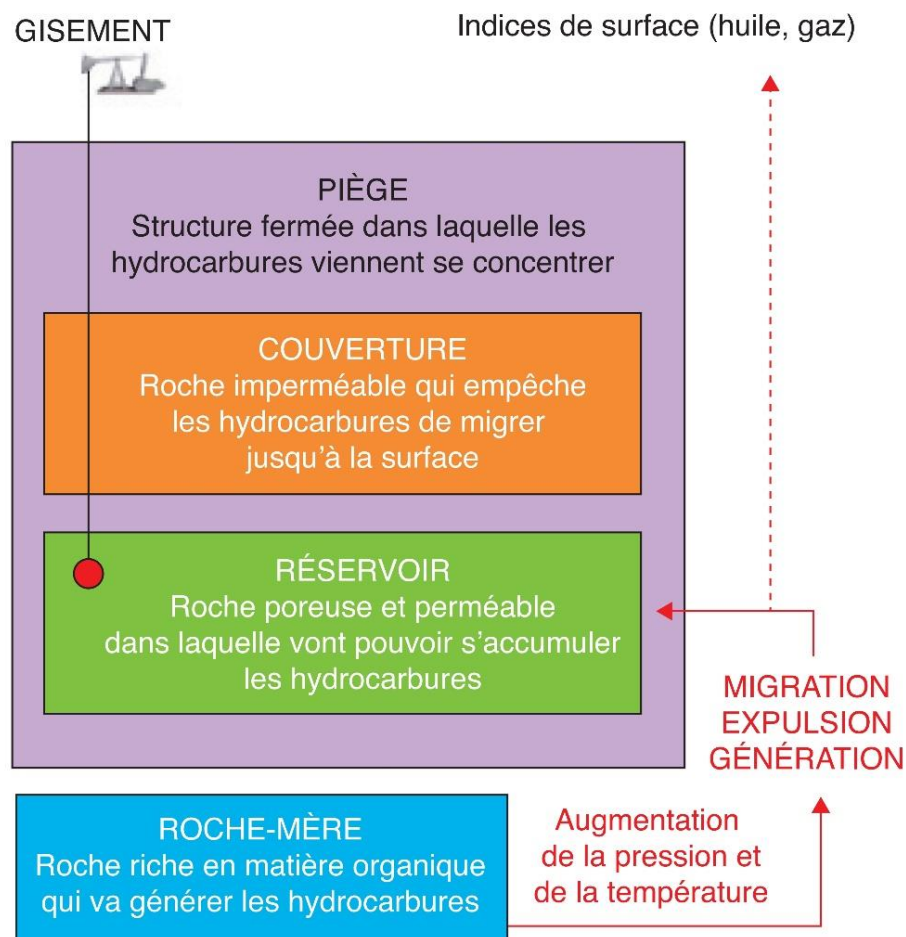 GISEMENT
Indices de surface (huile, gaz)
PIÈGE
Structure fermée dans laquelle les
hydrocarbures viennent se concentrer
COUVERTURE
Roche imperméable qui empêche
les hydrocarbures de migrer
jusqu'à la surface
RÉSERVOIR
Roche poreuse et perméable
dans laquelle vont pouvoir s'accumuler
les hydrocarbures
MIGRATION
EXPULSION
GÉNÉRATION
ROCHE-MÈRE
Roche riche en matière organique
qui va générer les hydrocarbures
Augmentation
de la pression et
de la température